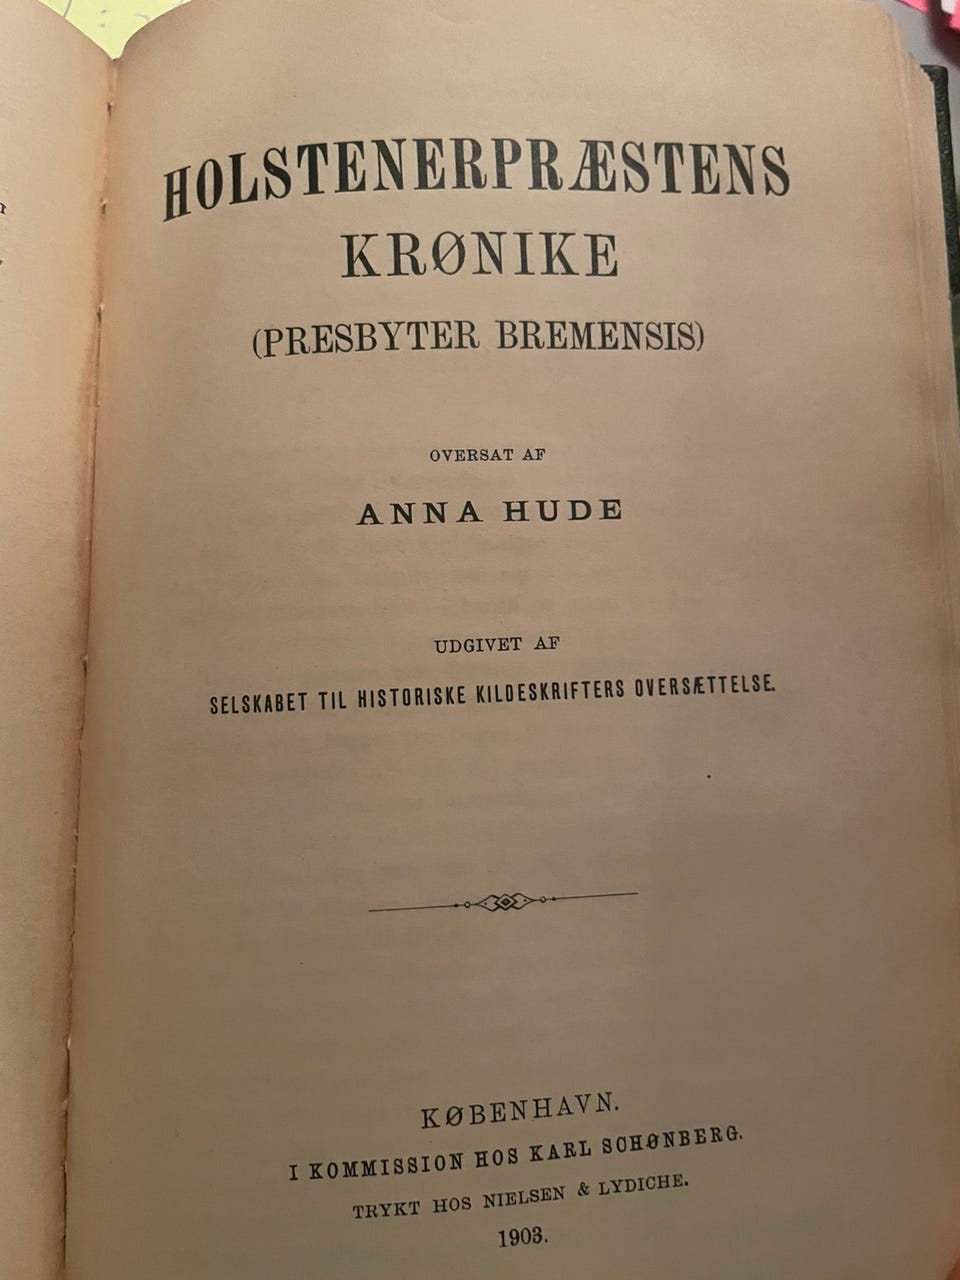 HOLSTENERPRÆSTENS
KRØNIKE
(PRESBYTER BREMENSIS)
OVERSAT AF
ANNA HUDE
UDGIVET AF
SELSKABET TIL HISTORISKE KILDESKRIFTERS OVERSÆTTELSE.
KØBENHAVN.
I KOMMISSION HOS KARL SCHØNBERG.
TRYKT HOS NIELSEN & LYDICHE.
1903.